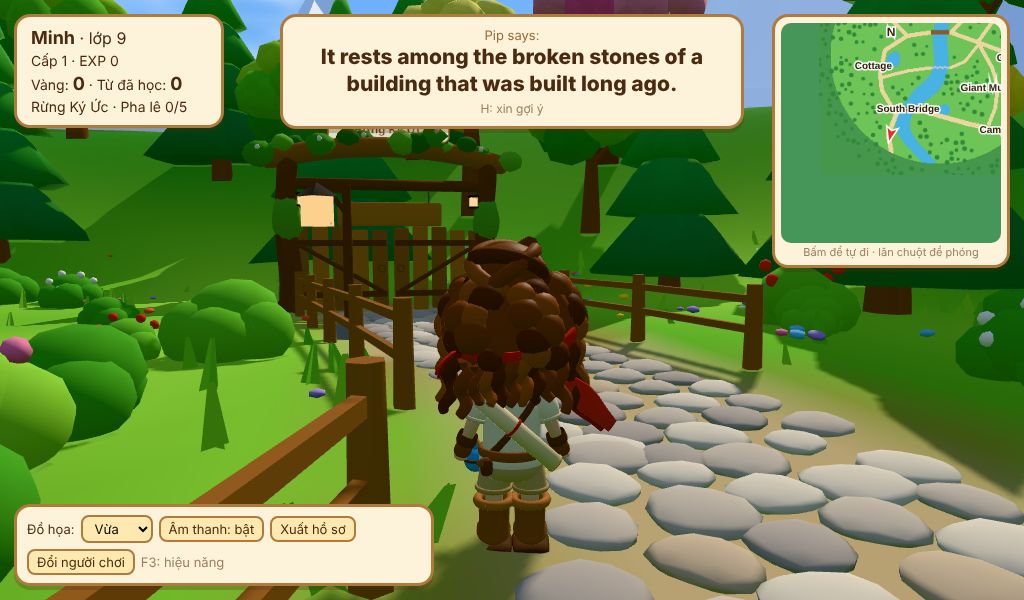 Minh · lớp 9
Cấp 1 · EXP 0
Vàng: 0 · Từ đã học: 0
Rừng Ký Ức · Pha lê 0/5
Pip says:
It rests among the broken stones of a
building that was built long ago.
H: xin gợi ý
N
Cottage
Giant Mu
South Bridge
Cam
Bấm để tự đi · lăn chuột để phóng
Đồ họa:
Vừa
Âm thanh: bật
Xuất hồ sơ
Đổi người chơi
F3: hiệu năng